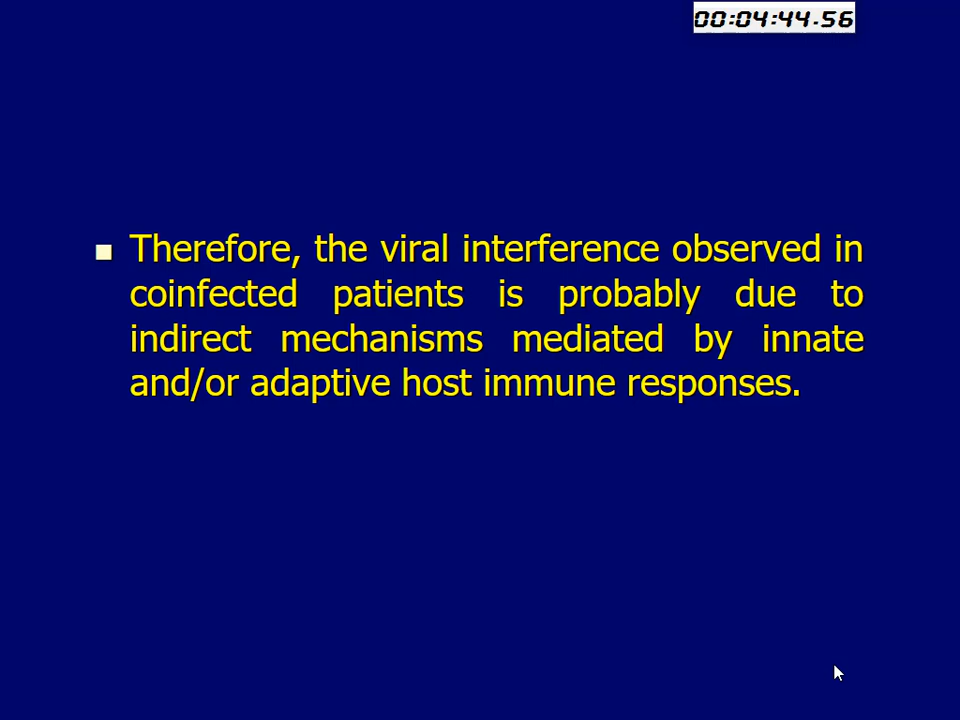 00:04:44.56
Therefore, the viral interference observed in
coinfected patients is probably due to
indirect mechanisms mediated by innate
and/or adaptive host immune responses.